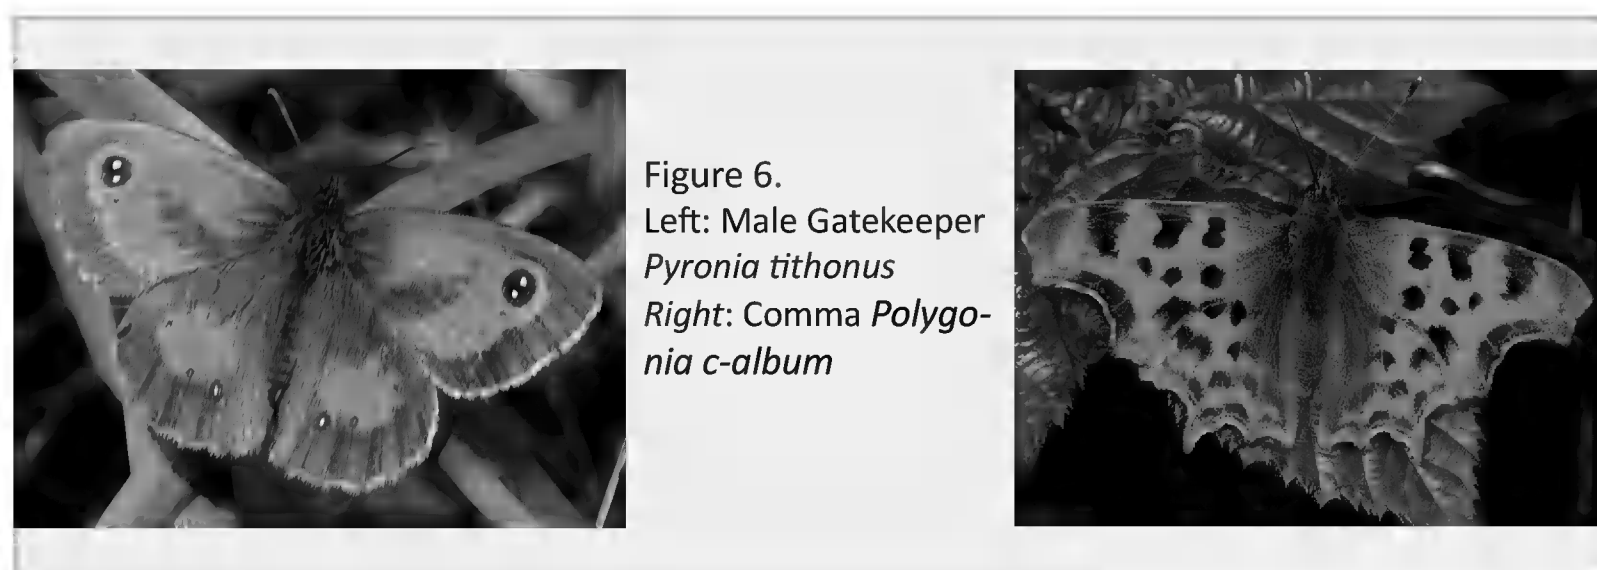 Figure 6.
Left: Male Gatekeeper
Pyronia tithonus
Right: Comma Polygo-
nia c-album